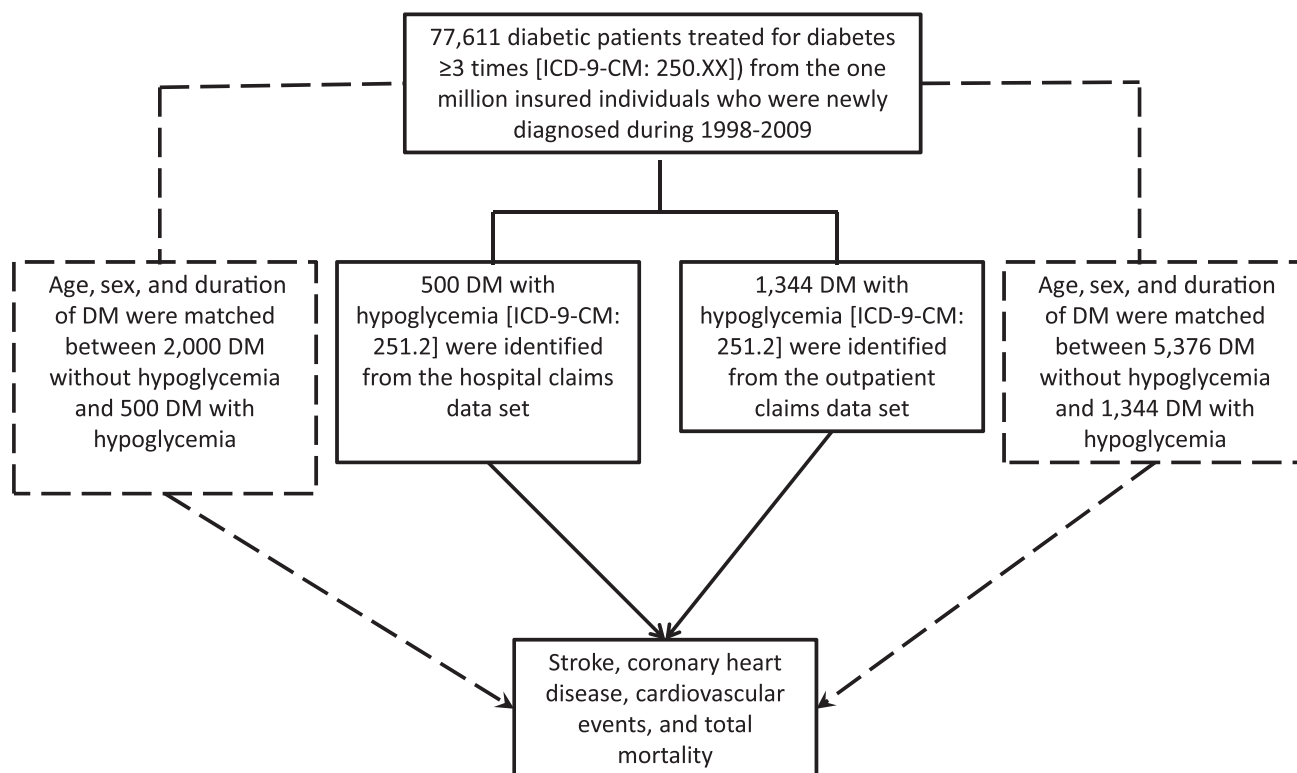 77,611 diabetic patients treated for diabetes
≥3 times [ICD-9-CM: 250.XX]) from the one
million insured individuals who were newly
diagnosed during 1998-2009
Age, sex, and duration
of DM were matched
between 2,000 DM
without hypoglycemia
and 500 DM with
hypoglycemia
500 DM with
hypoglycemia [ICD-9-CM:
251.2] were identified
from the hospital claims
data set
1,344 DM with
hypoglycemia [ICD-9-CM:
251.2] were identified
from the outpatient
claims data set
Age, sex, and duration
of DM were matched
between 5,376 DM
without hypoglycemia
and 1,344 DM with
hypoglycemia
Stroke, coronary heart
disease, cardiovascular
events, and total
mortality